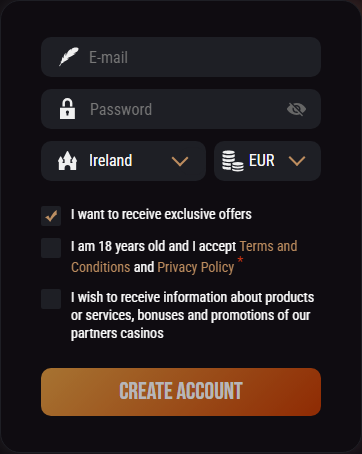 E-mail
Password
Ireland EUR
I want to receive exclusive offers
I am 18 years old and I accept Terms and
Conditions and Privacy Policy *
I wish to receive information about products
or services, bonuses and promotions of our
partners casinos
CREATE ACCOUNT